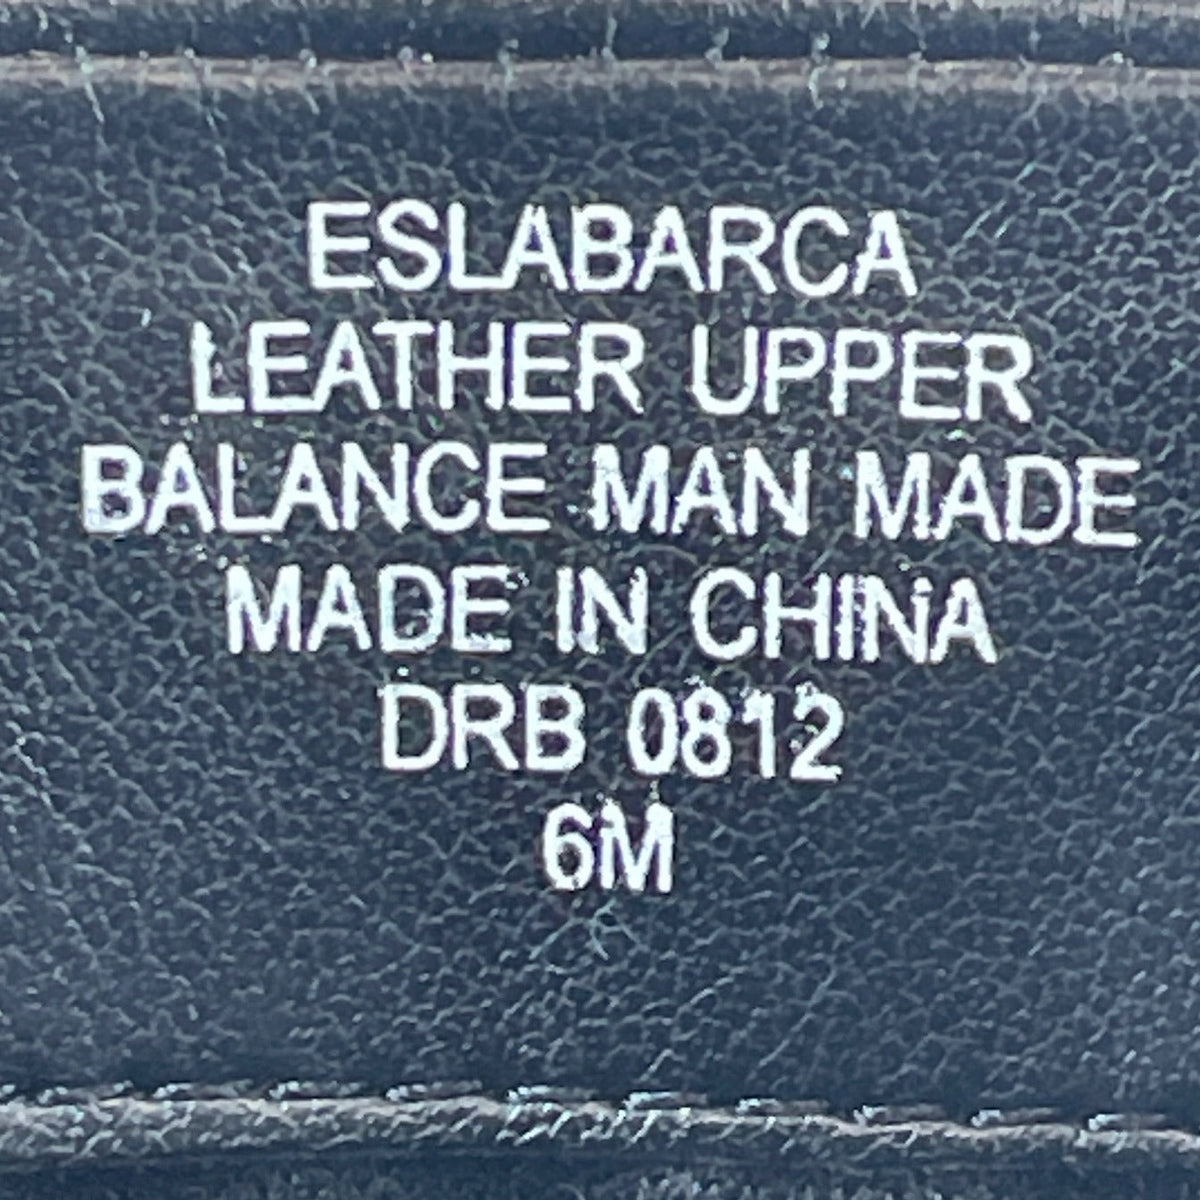 ESLABARCA
LEATHER UPPER
BALANCE MAN MADE
MADE IN CHINA
DRB 0812
6M